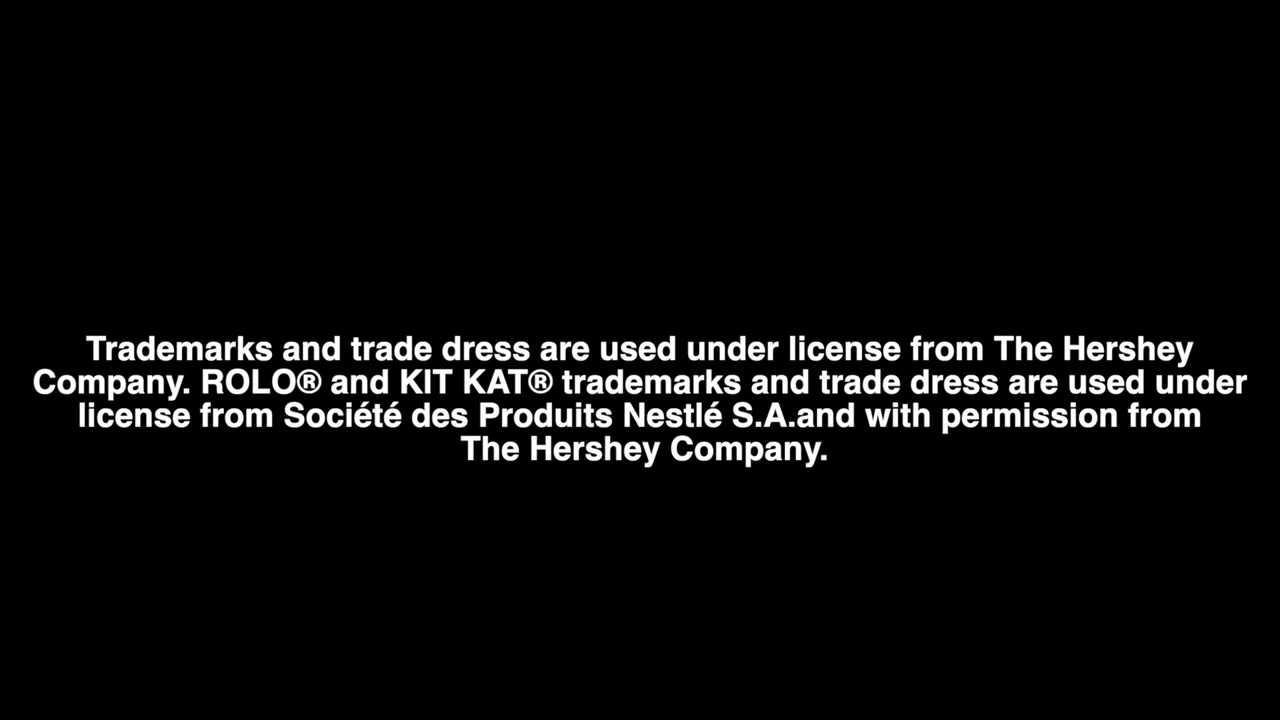 Trademarks and trade dress are used under license from The Hershey
Company. ROLO® and KIT KAT® trademarks and trade dress are used under
license from Société des Produits Nestlé S.A.and with permission from
The Hershey Company.